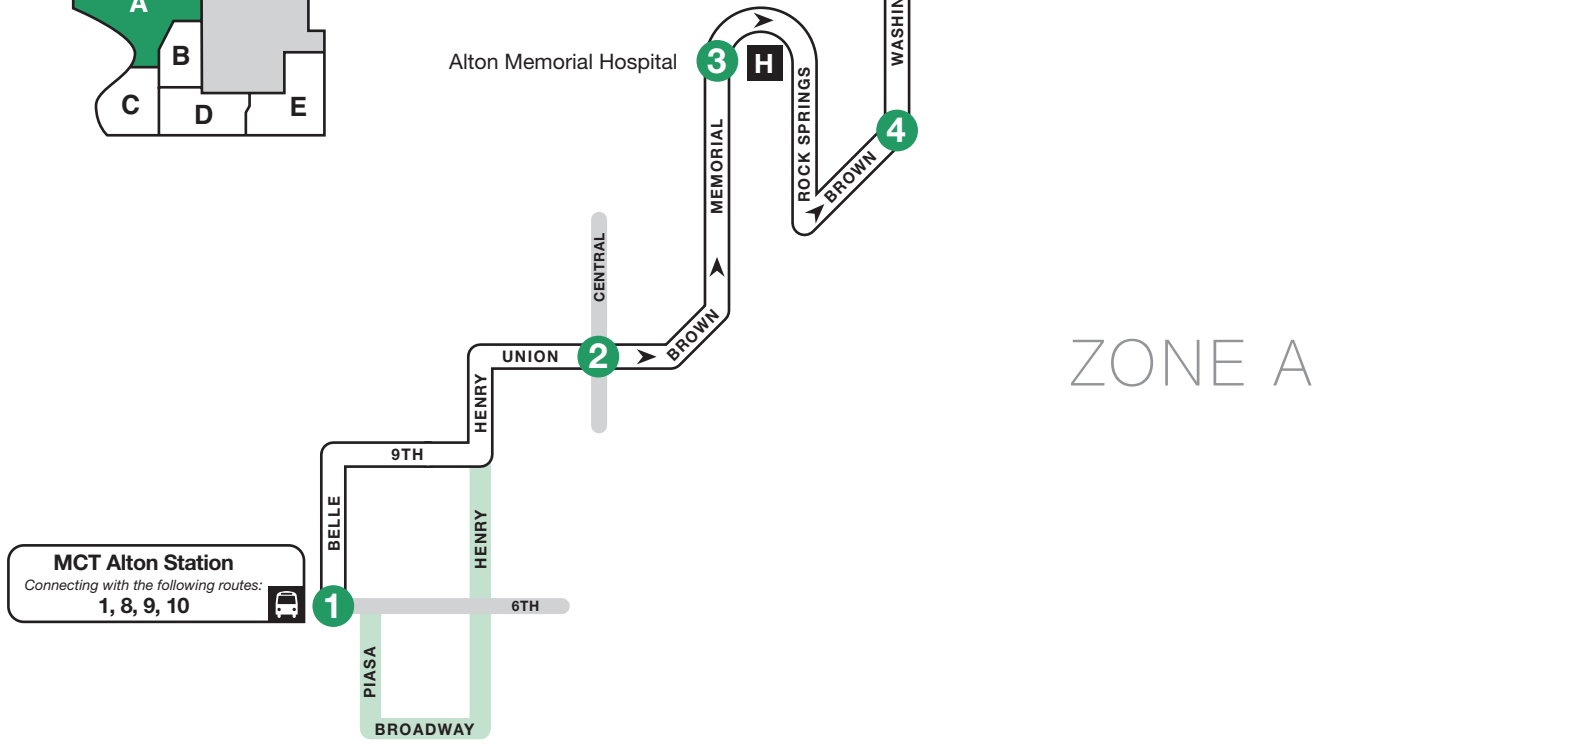 A
B
C
D
E
Alton Memorial Hospital
3
H
ROCK SPRINGS
MEMORIAL
BROWN
4
CENTRAL
UNION
2
BROWN
HENRY
9TH
BELLE
HENRY
ZONE A
MCT Alton Station
Connecting with the following routes:
1, 8, 9, 10
1
6TH
PIASA
BROADWAY